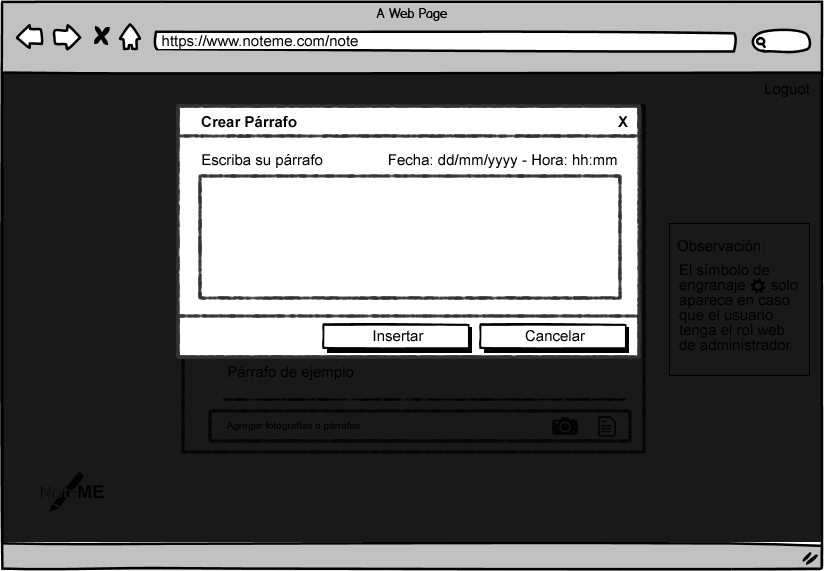 A Web Page
https://www.noteme.com/note
Loguot
Crear Párrafo
X
Escriba su párrafo
Fecha: dd/mm/yyyy - Hora: hh:mm
Insertar
Cancelar
Observación:
El símbolo de
engranaje solo
aparece en caso
que el usuario
tenga el rol web
de administrador.
Párrafo de ejemplo
Agregar fotografías o párrafos
NoteME